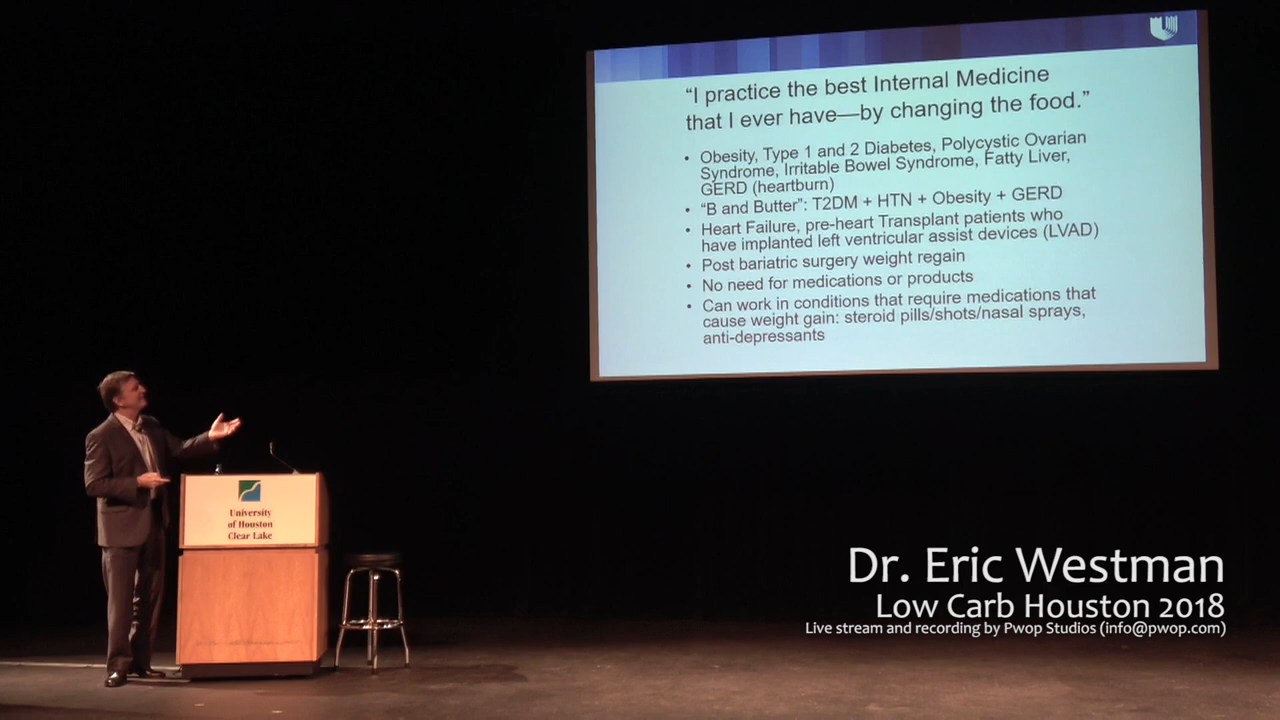 “I practice the best Internal Medicine
that I ever have—by changing the food.”
• Obesity, Type 1 and 2 Diabetes, Polycystic Ovarian
Syndrome, Irritable Bowel Syndrome, Fatty Liver,
GERD (heartburn)
• “B and Butter”: T2DM + HTN + Obesity + GERD
• Heart Failure, pre-heart Transplant patients who
have implanted left ventricular assist devices (LVAD)
• Post bariatric surgery weight regain
• No need for medications or products
• Can work in conditions that require medications that
cause weight gain: steroid pills/shots/nasal sprays,
anti-depressants
University
of Houston
Clear Lake
Dr. Eric Westman
Low Carb Houston 2018
Live stream and recording by Pwop Studios (info@pwop.com)